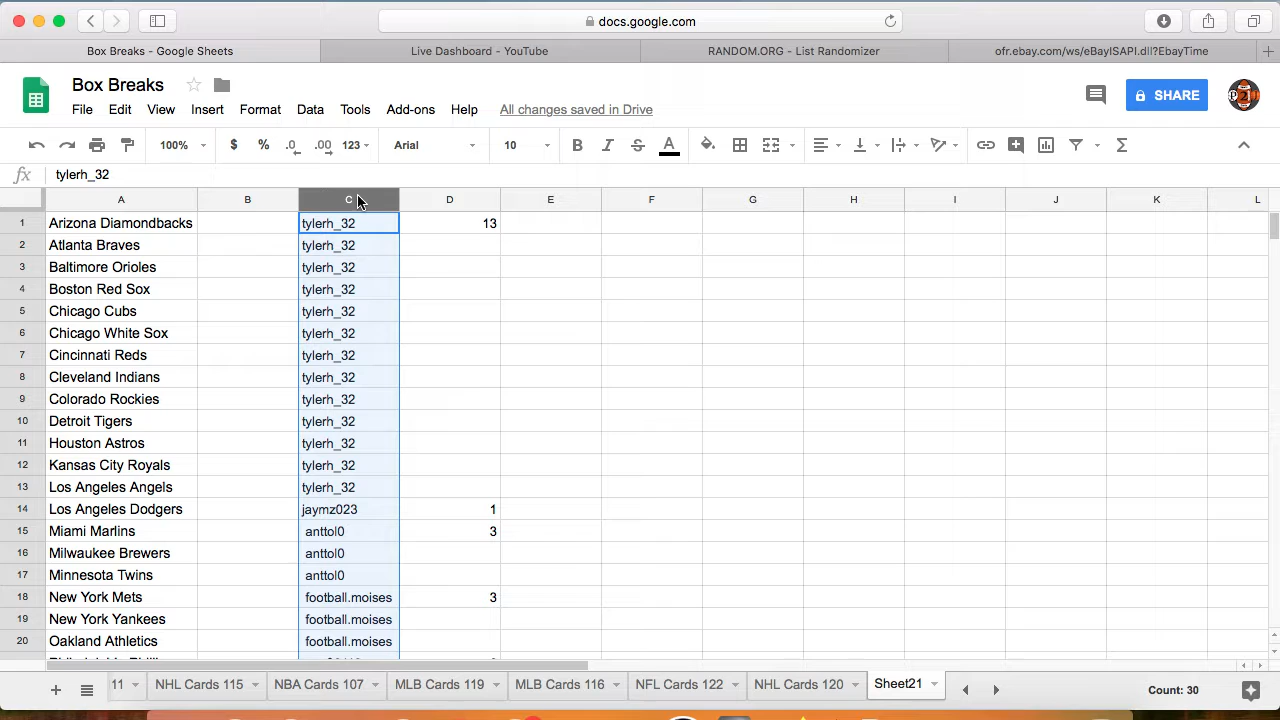 docs.google.com
Box Breaks - Google Sheets
Live Dashboard - YouTube
RANDOM.ORG - List Randomizer
ofr.ebay.com/ws/eBayISAPI.dll?EbayTime
Box Breaks
File Edit View Insert Format Data Tools Add-ons Help All changes saved in Drive
SHARE
100% $ % .0 .00 123 Arial 10 B I S A Σ
fx tylerh_32
A B C D E F G H I J K L
1 Arizona Diamondbacks tylerh_32 13
2 Atlanta Braves tylerh_32
3 Baltimore Orioles tylerh_32
4 Boston Red Sox tylerh_32
5 Chicago Cubs tylerh_32
6 Chicago White Sox tylerh_32
7 Cincinnati Reds tylerh_32
8 Cleveland Indians tylerh_32
9 Colorado Rockies tylerh_32
10 Detroit Tigers tylerh_32
11 Houston Astros tylerh_32
12 Kansas City Royals tylerh_32
13 Los Angeles Angels tylerh_32
14 Los Angeles Dodgers jaymz023 1
15 Miami Marlins anttol0 3
16 Milwaukee Brewers anttol0
17 Minnesota Twins anttol0
18 New York Mets football.moises 3
19 New York Yankees football.moises
20 Oakland Athletics football.moises
11 NHL Cards 115 NBA Cards 107 MLB Cards 119 MLB Cards 116 NFL Cards 122 NHL Cards 120 Sheet21
Count: 30